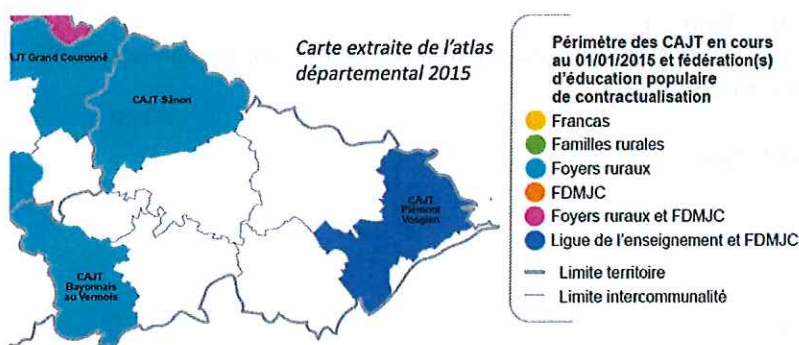 AJT Grand Couronné
CAJT Sânon
Carte extraite de l'atlas
départemental 2015
CAJT
Piémont
Vosgien
CAJT
Bayonnais
au Vermois
Périmètre des CAJT en cours
au 01/01/2015 et fédération(s)
d'éducation populaire
de contractualisation
Francas
Familles rurales
Foyers ruraux
FDMJC
Foyers ruraux et FDMJC
Ligue de l'enseignement et FDMJC
Limite territoire
Limite intercommunalité